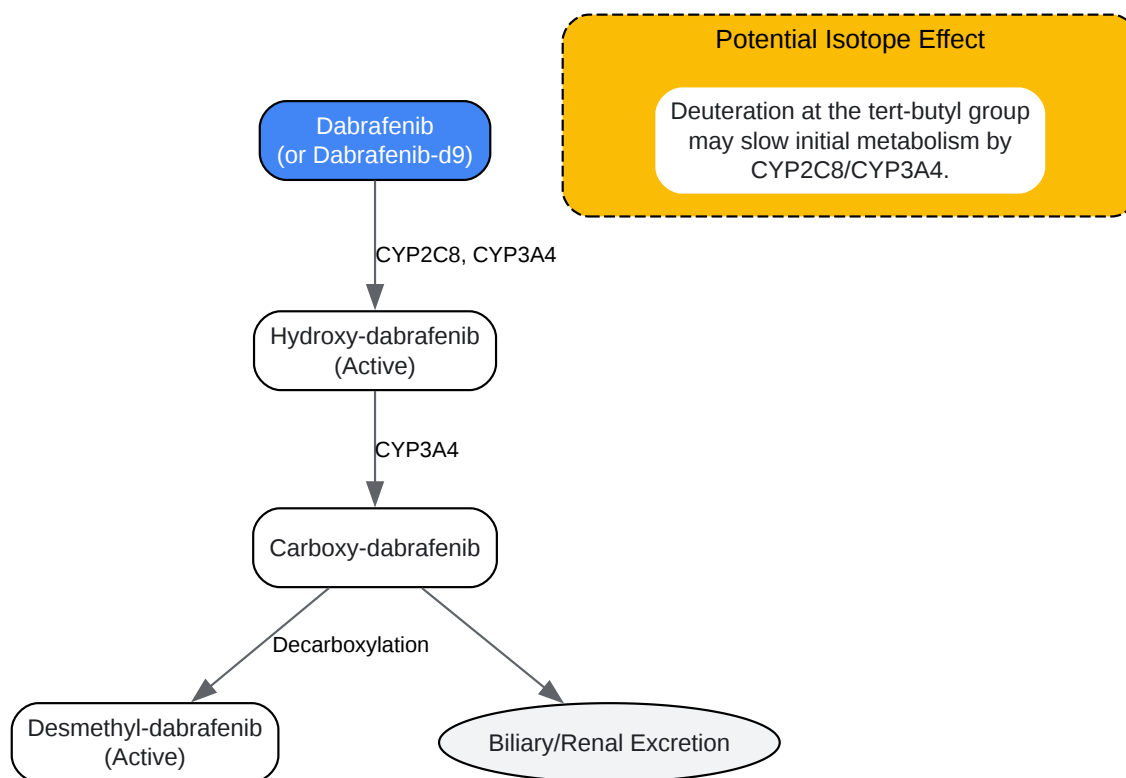 Potential Isotope Effect
Deuteration at the tert-butyl group
may slow initial metabolism by
CYP2C8/CYP3A4.
Dabrafenib
(or Dabrafenib-d9)
CYP2C8, CYP3A4
Hydroxy-dabrafenib
(Active)
CYP3A4
Carboxy-dabrafenib
Decarboxylation
Desmethyl-dabrafenib
(Active)
Biliary/Renal Excretion